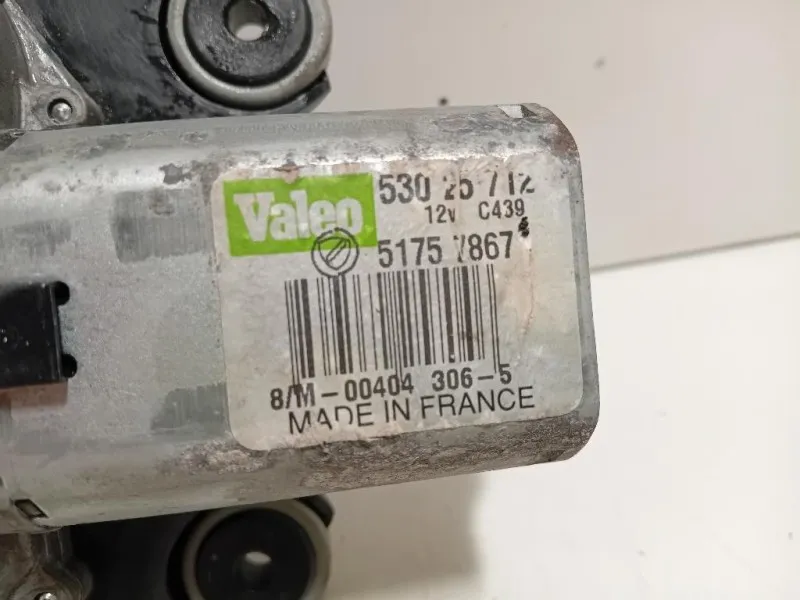 Valeo 530 25 712
12v C439
5175 7867
8/M-00404 306-5
MADE IN FRANCE